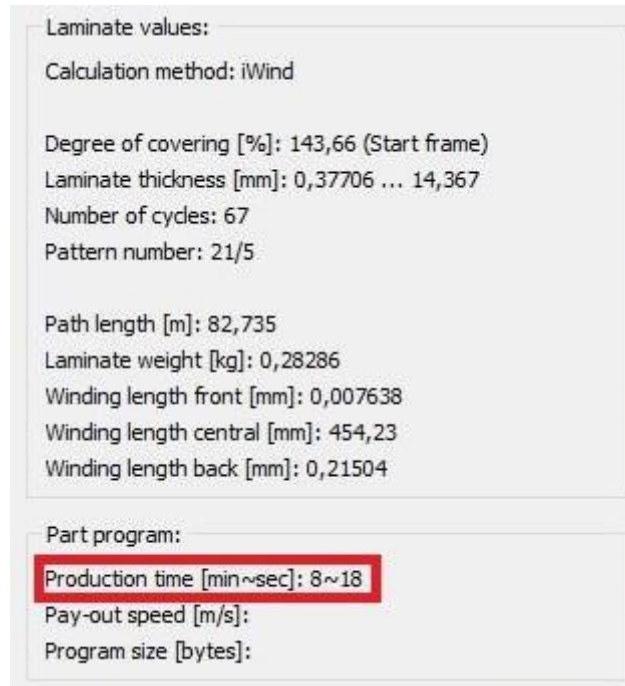 Laminate values:
Calculation method: iWind
Degree of covering [%]: 143,66 (Start frame)
Laminate thickness [mm]: 0,37706 ... 14,367
Number of cycles: 67
Pattern number: 21/5
Path length [m]: 82,735
Laminate weight [kg]: 0,28286
Winding length front [mm]: 0,007638
Winding length central [mm]: 454,23
Winding length back [mm]: 0,21504
Part program:
Production time [min~sec]: 8~18
Pay-out speed [m/s]:
Program size [bytes]: